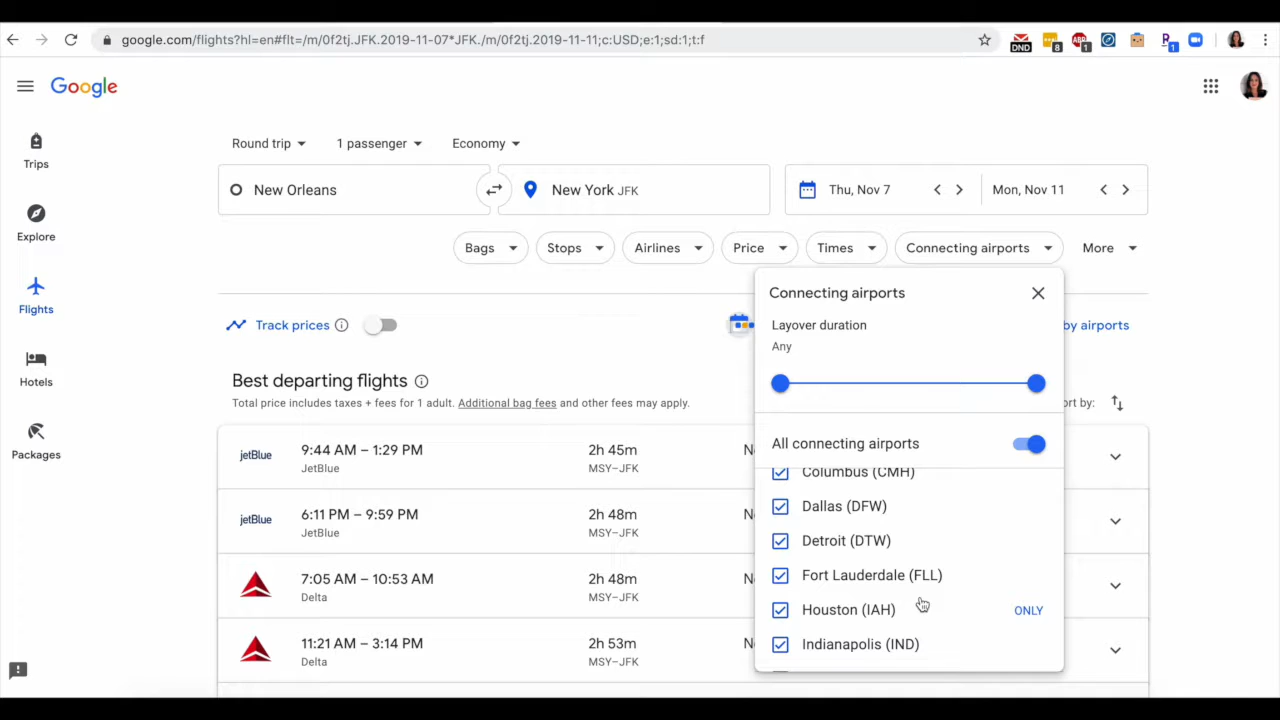 google.com/flights?hl=en#flt=/m/0f2tj.JFK.2019-11-07*JFK./m/0f2tj.2019-11-11;c:USD;e:1;sd:1;t:f
DND
8
1
1
Google
Trips
Explore
Flights
Hotels
Packages
Round trip
1 passenger
Economy
New Orleans
New York JFK
Thu, Nov 7
Mon, Nov 11
Bags
Stops
Airlines
Price
Times
Connecting airports
More
Track prices
by airports
Best departing flights
Total price includes taxes + fees for 1 adult. Additional bag fees and other fees may apply.
ort by:
jetBlue
9:44 AM – 1:29 PM
JetBlue
2h 45m
MSY–JFK
jetBlue
6:11 PM – 9:59 PM
JetBlue
2h 48m
MSY–JFK
7:05 AM – 10:53 AM
Delta
2h 48m
MSY–JFK
11:21 AM – 3:14 PM
Delta
2h 53m
MSY–JFK
Connecting airports
Layover duration
Any
All connecting airports
Columbus (CMH)
Dallas (DFW)
Detroit (DTW)
Fort Lauderdale (FLL)
Houston (IAH)
ONLY
Indianapolis (IND)